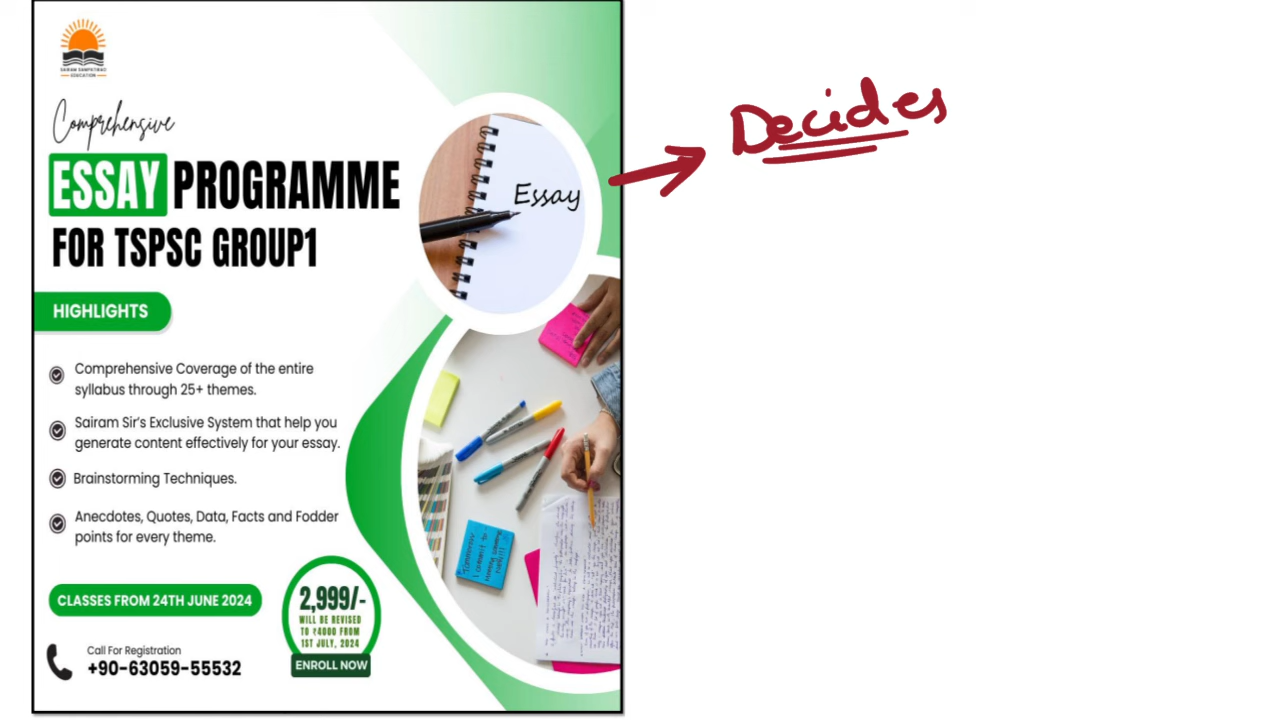 SAIRAM SAMPATIRAO
EDUCATION
Comprehensive
ESSAY PROGRAMME
FOR TSPSC GROUP1
HIGHLIGHTS
Comprehensive Coverage of the entire
syllabus through 25+ themes.
Sairam Sir's Exclusive System that help you
generate content effectively for your essay.
Brainstorming Techniques.
Anecdotes, Quotes, Data, Facts and Fodder
points for every theme.
CLASSES FROM 24TH JUNE 2024
2,999/-
WILL BE REVISED
TO ₹4000 FROM
1ST JULY, 2024
ENROLL NOW
Call For Registration
+90-63059-55532
Essay
Decides